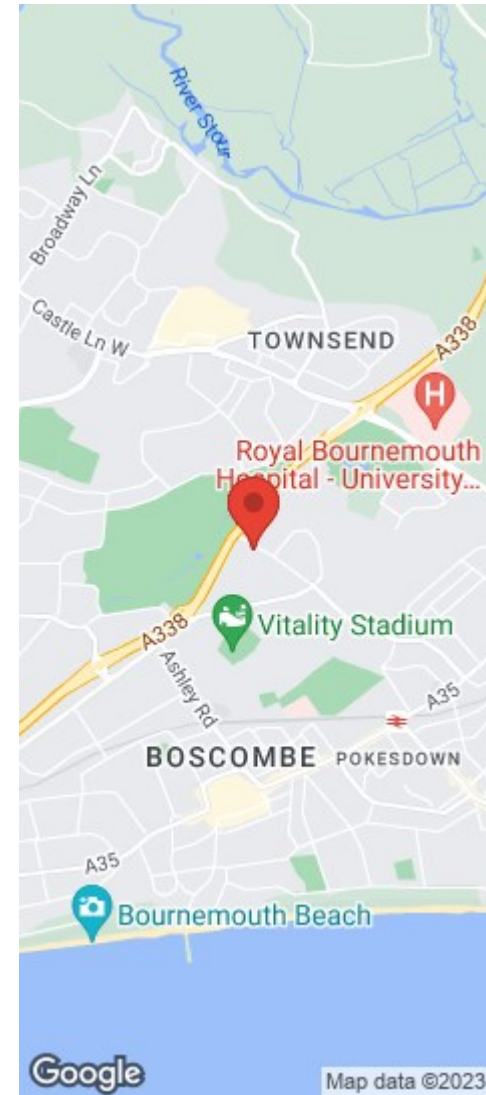 River Stour
Broadway Ln
Castle Ln W
TOWNSEND
A338
H
Royal Bournemouth
Hospital - University...
Vitality Stadium
A338
Ashley Rd
A35
BOSCOMBE
POKESDOWN
A35
Bournemouth Beach
Google
Map data ©2023